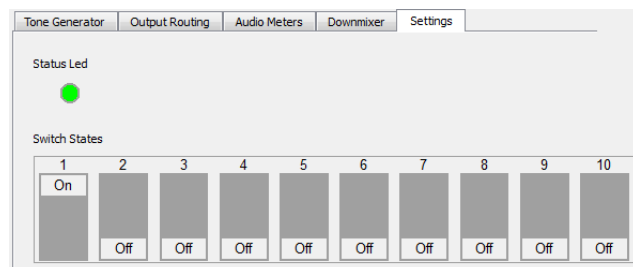 Tone Generator Output Routing Audio Meters Downmixer Settings
Status Led
Switch States
1 2 3 4 5 6 7 8 9 10
On
Off Off Off Off Off Off Off Off Off